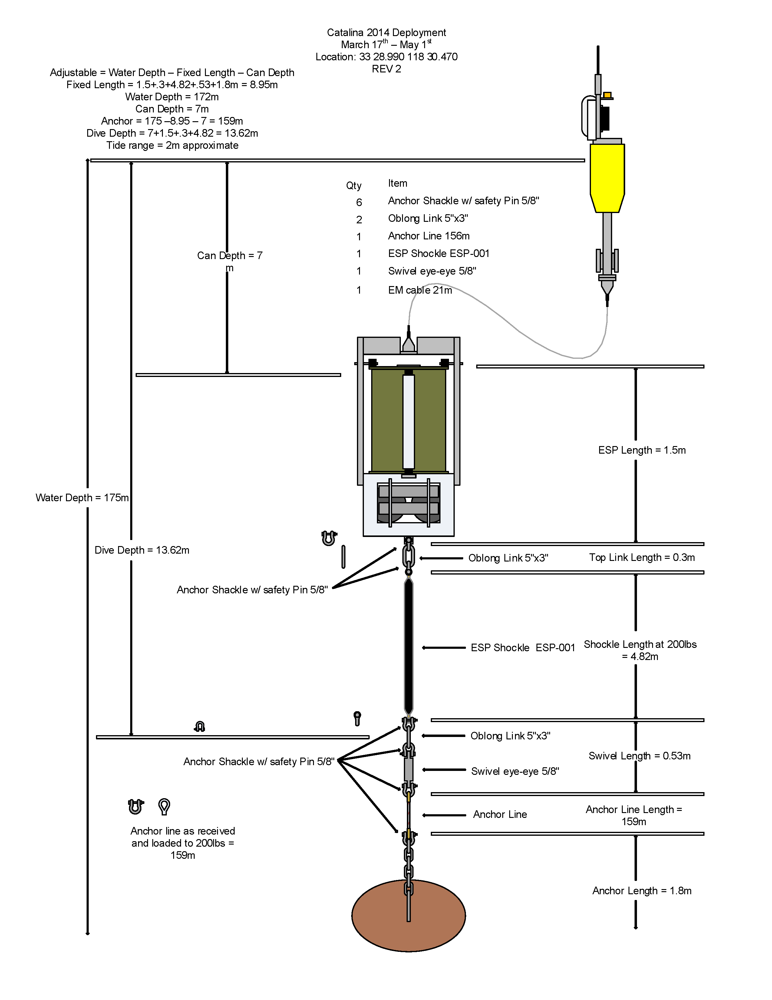 Catalina 2014 Deployment
March 17th – May 1st
Location: 33 28.990 118 30.470
REV 2
Adjustable = Water Depth – Fixed Length – Can Depth
Fixed Length = 1.5+.3+4.82+.53+1.8m = 8.95m
Water Depth = 172m
Can Depth = 7m
Anchor = 175 –8.95 – 7 = 159m
Dive Depth = 7+1.5+.3+4.82 = 13.62m
Tide range = 2m approximate
Qty Item
6 Anchor Shackle w/ safety Pin 5/8"
2 Oblong Link 5"x3"
1 Anchor Line 156m
1 ESP Shockle ESP-001
1 Swivel eye-eye 5/8"
1 EM cable 21m
Can Depth = 7
m
ESP Length = 1.5m
Water Depth = 175m
Dive Depth = 13.62m
Oblong Link 5"x3"
Top Link Length = 0.3m
Anchor Shackle w/ safety Pin 5/8"
ESP Shockle ESP-001
Shockle Length at 200lbs
= 4.82m
Oblong Link 5"x3"
Anchor Shackle w/ safety Pin 5/8"
Swivel Length = 0.53m
Swivel eye-eye 5/8"
Anchor Line
Anchor Line Length =
159m
Anchor line as received
and loaded to 200lbs =
159m
Anchor Length = 1.8m